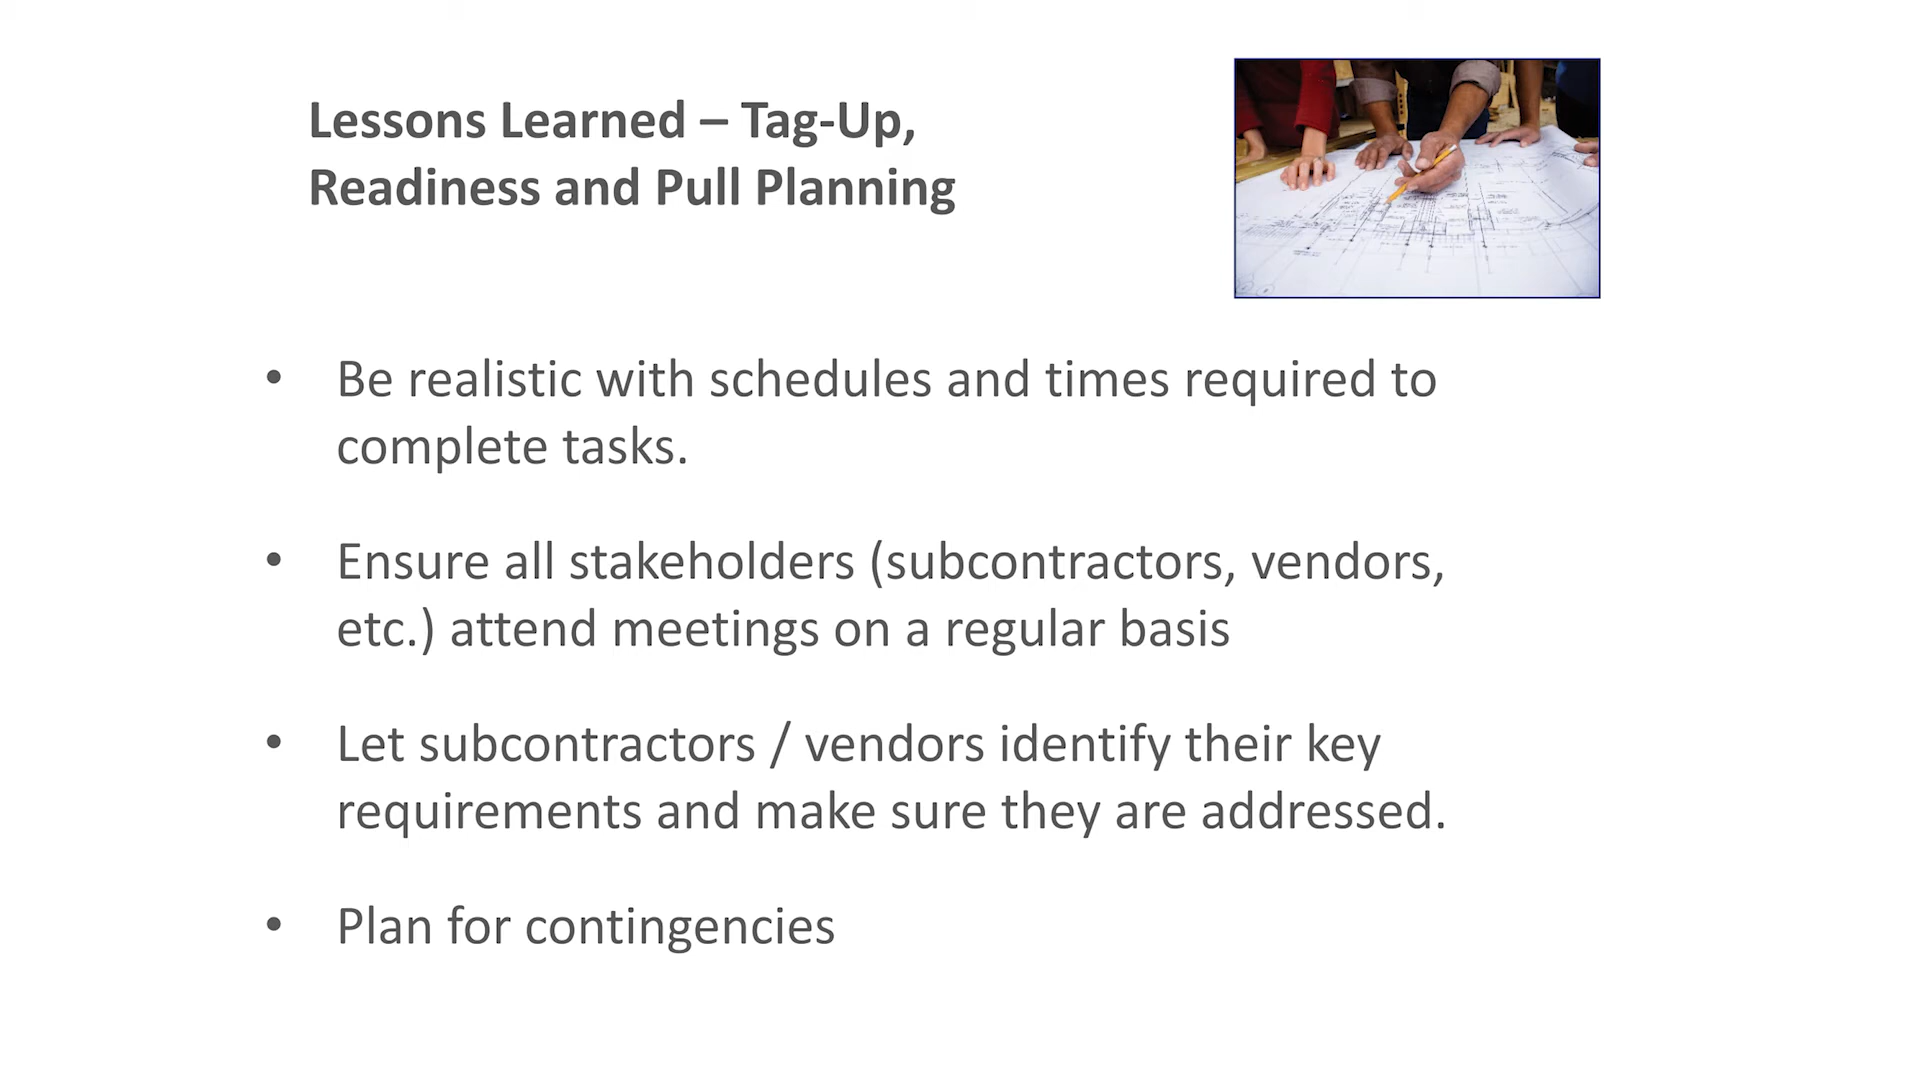 Lessons Learned – Tag-Up,
Readiness and Pull Planning
• Be realistic with schedules and times required to
complete tasks.
• Ensure all stakeholders (subcontractors, vendors,
etc.) attend meetings on a regular basis
• Let subcontractors / vendors identify their key
requirements and make sure they are addressed.
• Plan for contingencies